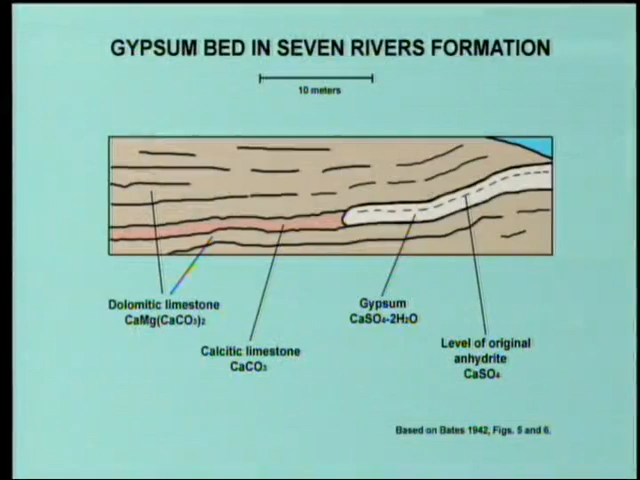 GYPSUM BED IN SEVEN RIVERS FORMATION
10 meters
Dolomitic limestone
CaMg(CaCO₃)₂
Calcitic limestone
CaCO₃
Gypsum
CaSO₄-2H₂O
Level of original
anhydrite
CaSO₄
Based on Bates 1942, Figs. 5 and 6.